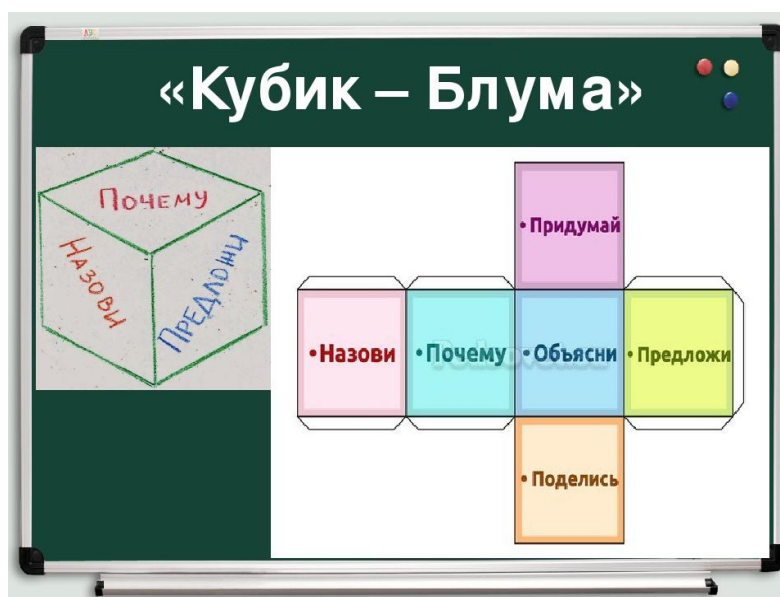 «Кубик – Блума»
Почему
Назови
Предложи
• Придумай
• Назови
• Почему
• Объясни
• Предложи
• Поделись